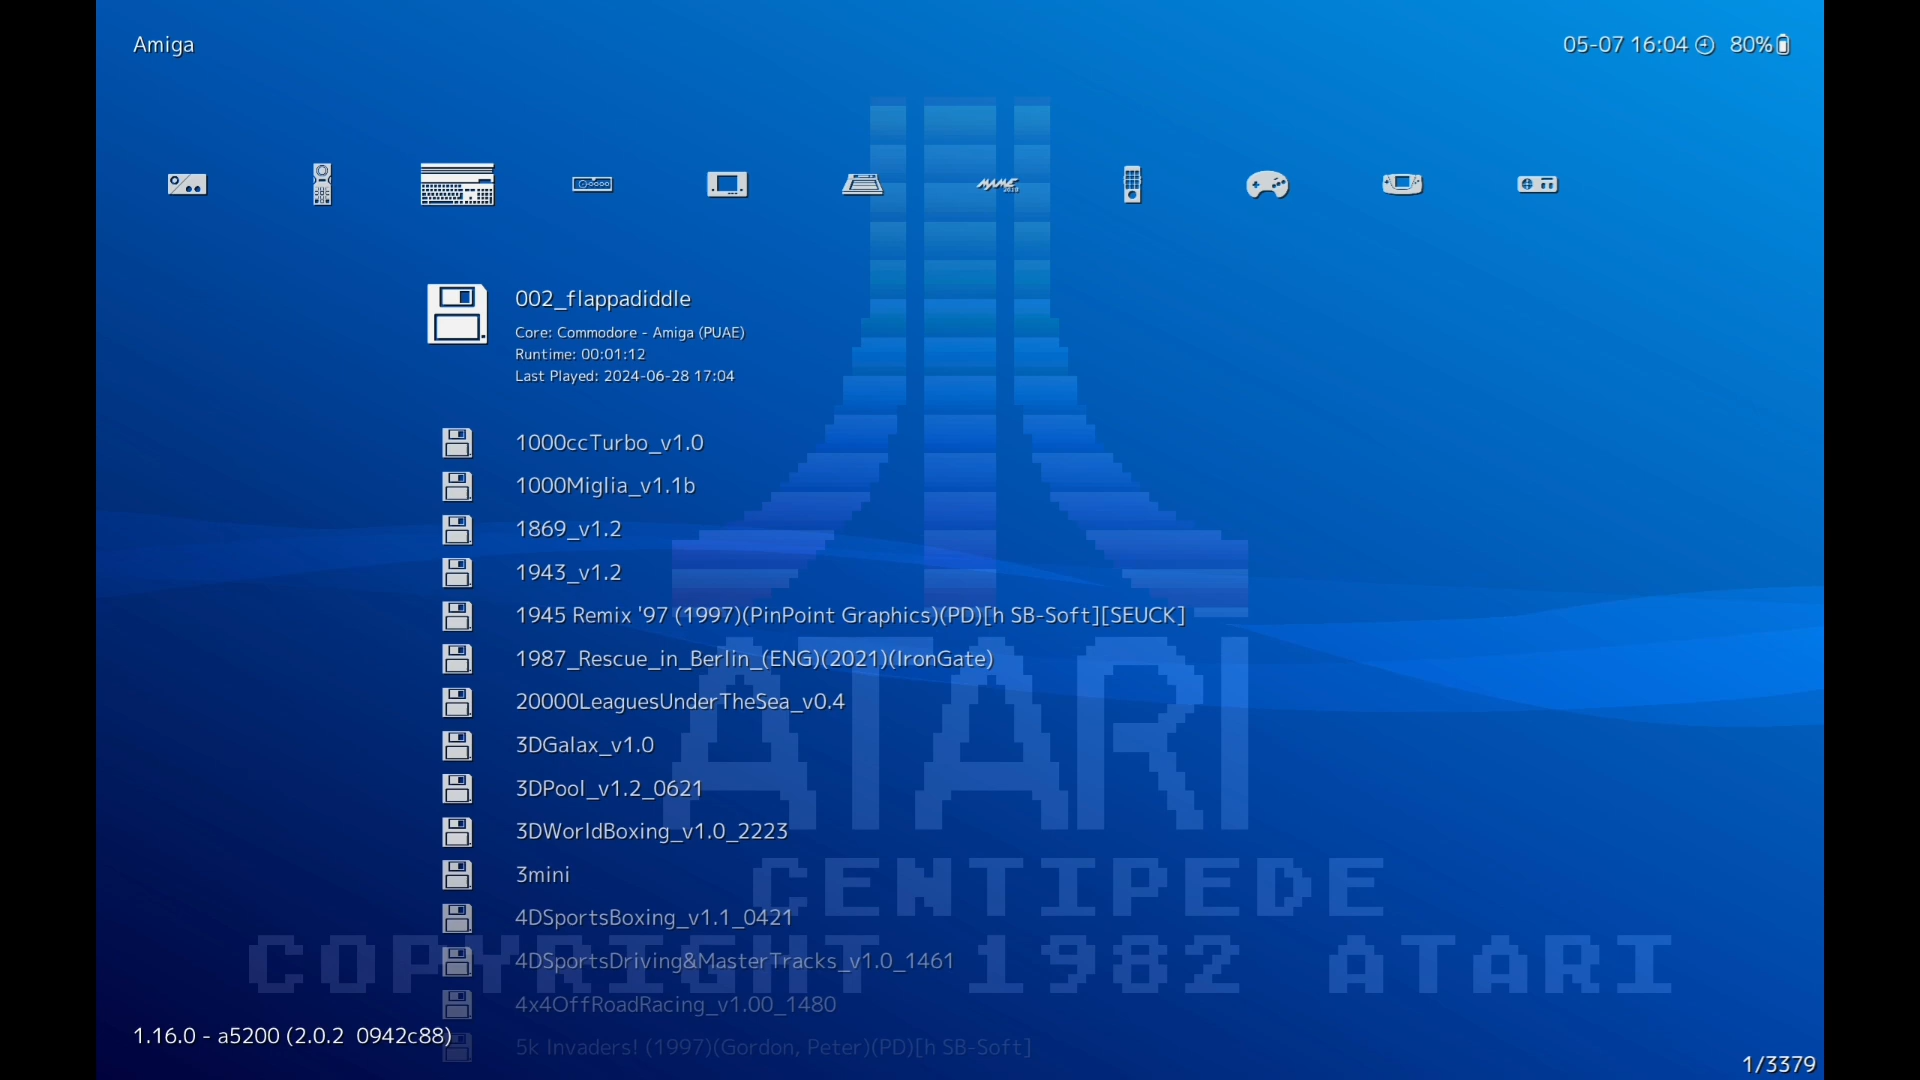 Amiga
05-07 16:04 80%
MAME
002_flappadiddle
Core: Commodore - Amiga (PUAE)
Runtime: 00:01:12
Last Played: 2024-06-28 17:04
1000ccTurbo_v1.0
1000Miglia_v1.1b
1869_v1.2
1943_v1.2
1945 Remix '97 (1997)(PinPoint Graphics)(PD)[h SB-Soft][SEUCK]
1987_Rescue_in_Berlin_(ENG)(2021)(IronGate)
20000LeaguesUnderTheSea_v0.4
3DGalax_v1.0
3DPool_v1.2_0621
3DWorldBoxing_v1.0_2223
3mini
4DSportsBoxing_v1.1_0421
4DSportsDriving&MasterTracks_v1.0_1461
4x4OffRoadRacing_v1.00_1480
5k Invaders! (1997)(Gordon, Peter)(PD)[h SB-Soft]
ATARI
CENTIPEDE
COPYRIGHT 1982 ATARI
1.16.0 - a5200 (2.0.2 0942c88)
1/3379